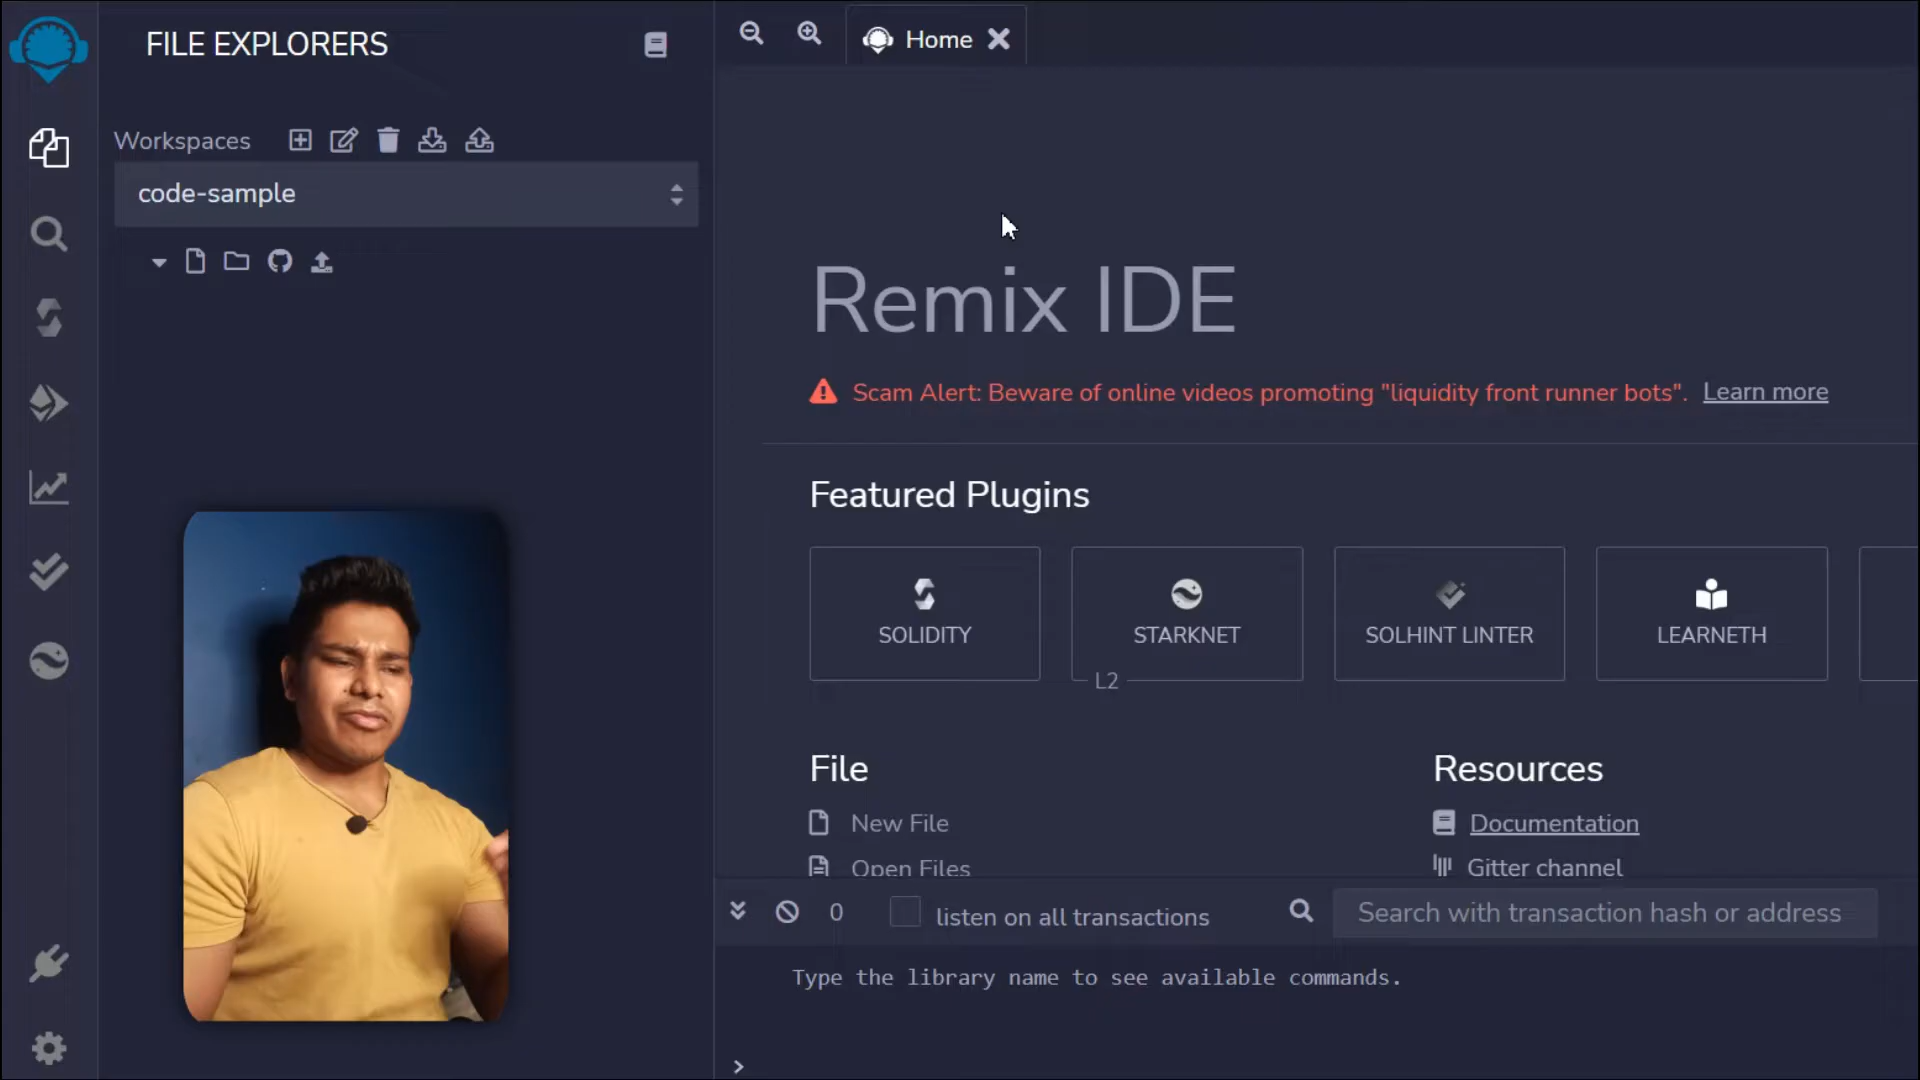 FILE EXPLORERS
Workspaces
code-sample
Home
Remix IDE
Scam Alert: Beware of online videos promoting "liquidity front runner bots". Learn more
Featured Plugins
SOLIDITY
STARKNET
L2
SOLHINT LINTER
LEARNETH
File
New File
Open Files
Resources
Documentation
Gitter channel
0
listen on all transactions
Search with transaction hash or address
Type the library name to see available commands.
>